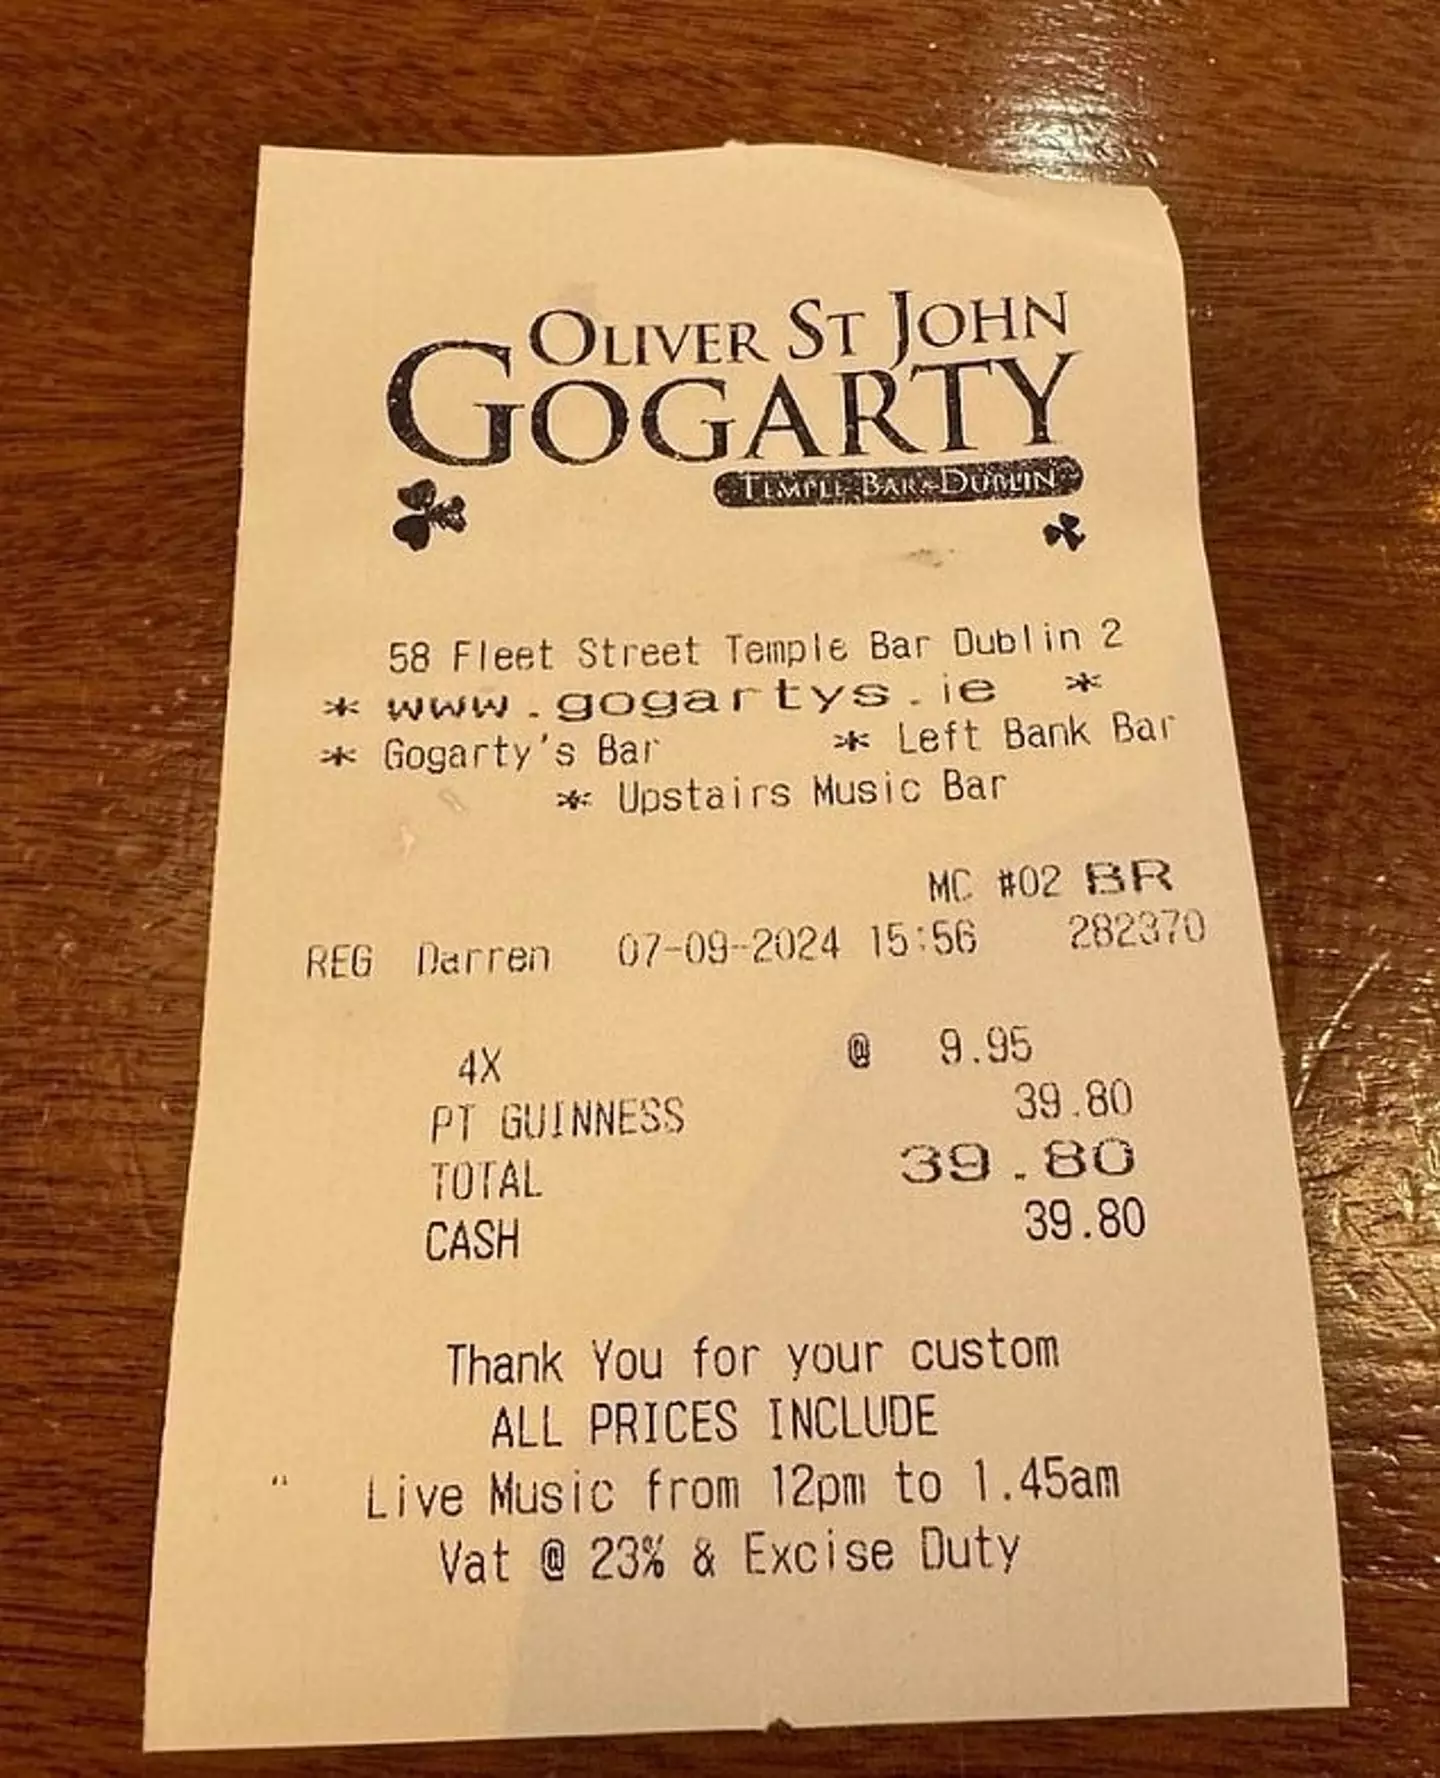 OLIVER ST JOHN
GOGARTY
TEMPLE BAR DUBLIN
58 Fleet Street Temple Bar Dublin 2
* www.gogartys.ie *
* Gogarty's Bar * Left Bank Bar
* Upstairs Music Bar
MC #02 BR
REG Darren 07-09-2024 15:56 282370
4X @ 9.95
PT GUINNESS 39.80
TOTAL 39.80
CASH 39.80
Thank You for your custom
ALL PRICES INCLUDE
" Live Music from 12pm to 1.45am
Vat @ 23% & Excise Duty